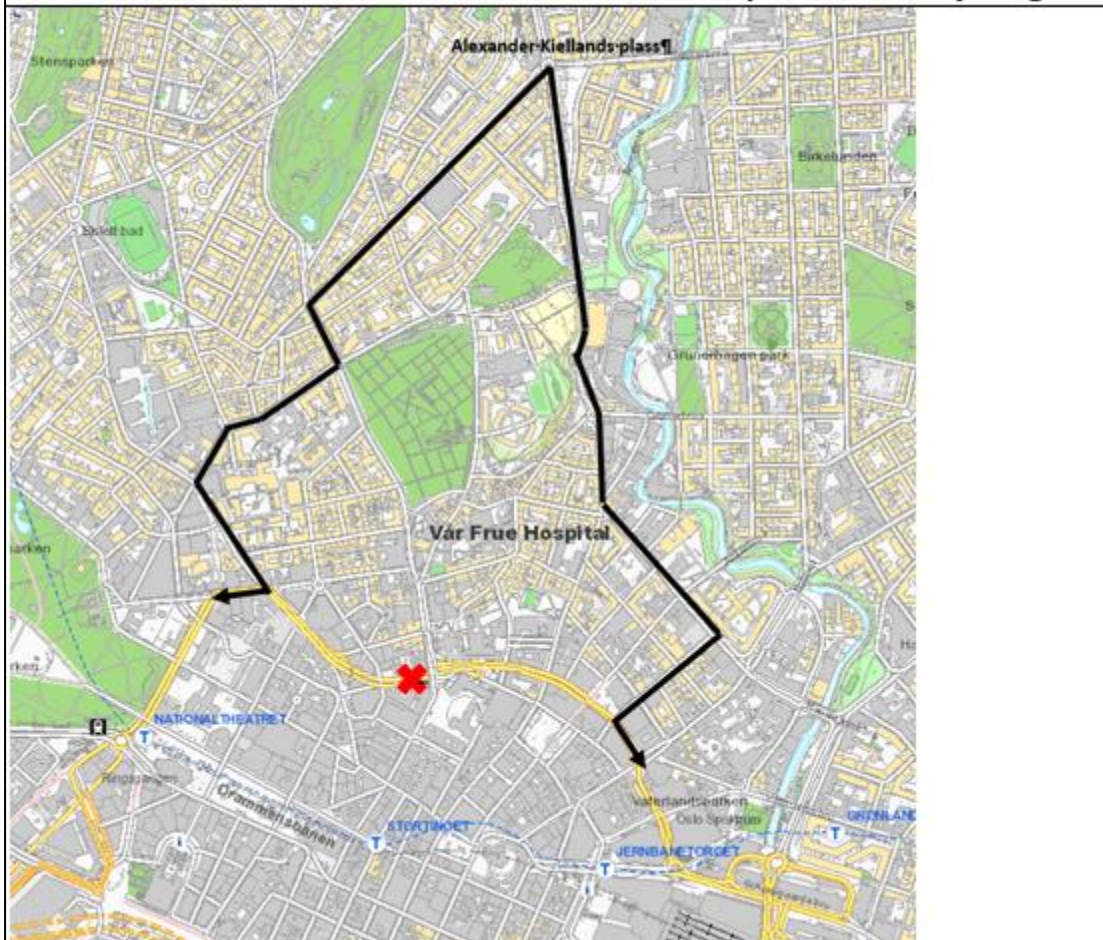 Alexander·Kiellands·plass¶
Stensparken
Birkelunden
Bislett bad
Grünerhagen park
Vår Frue Hospital
NATIONALTHEATRET
Drammensbanen
Vaterlandsparken
Oslo Spektrum
STORTINGET
GRØNLAND
JERNBANETORGET